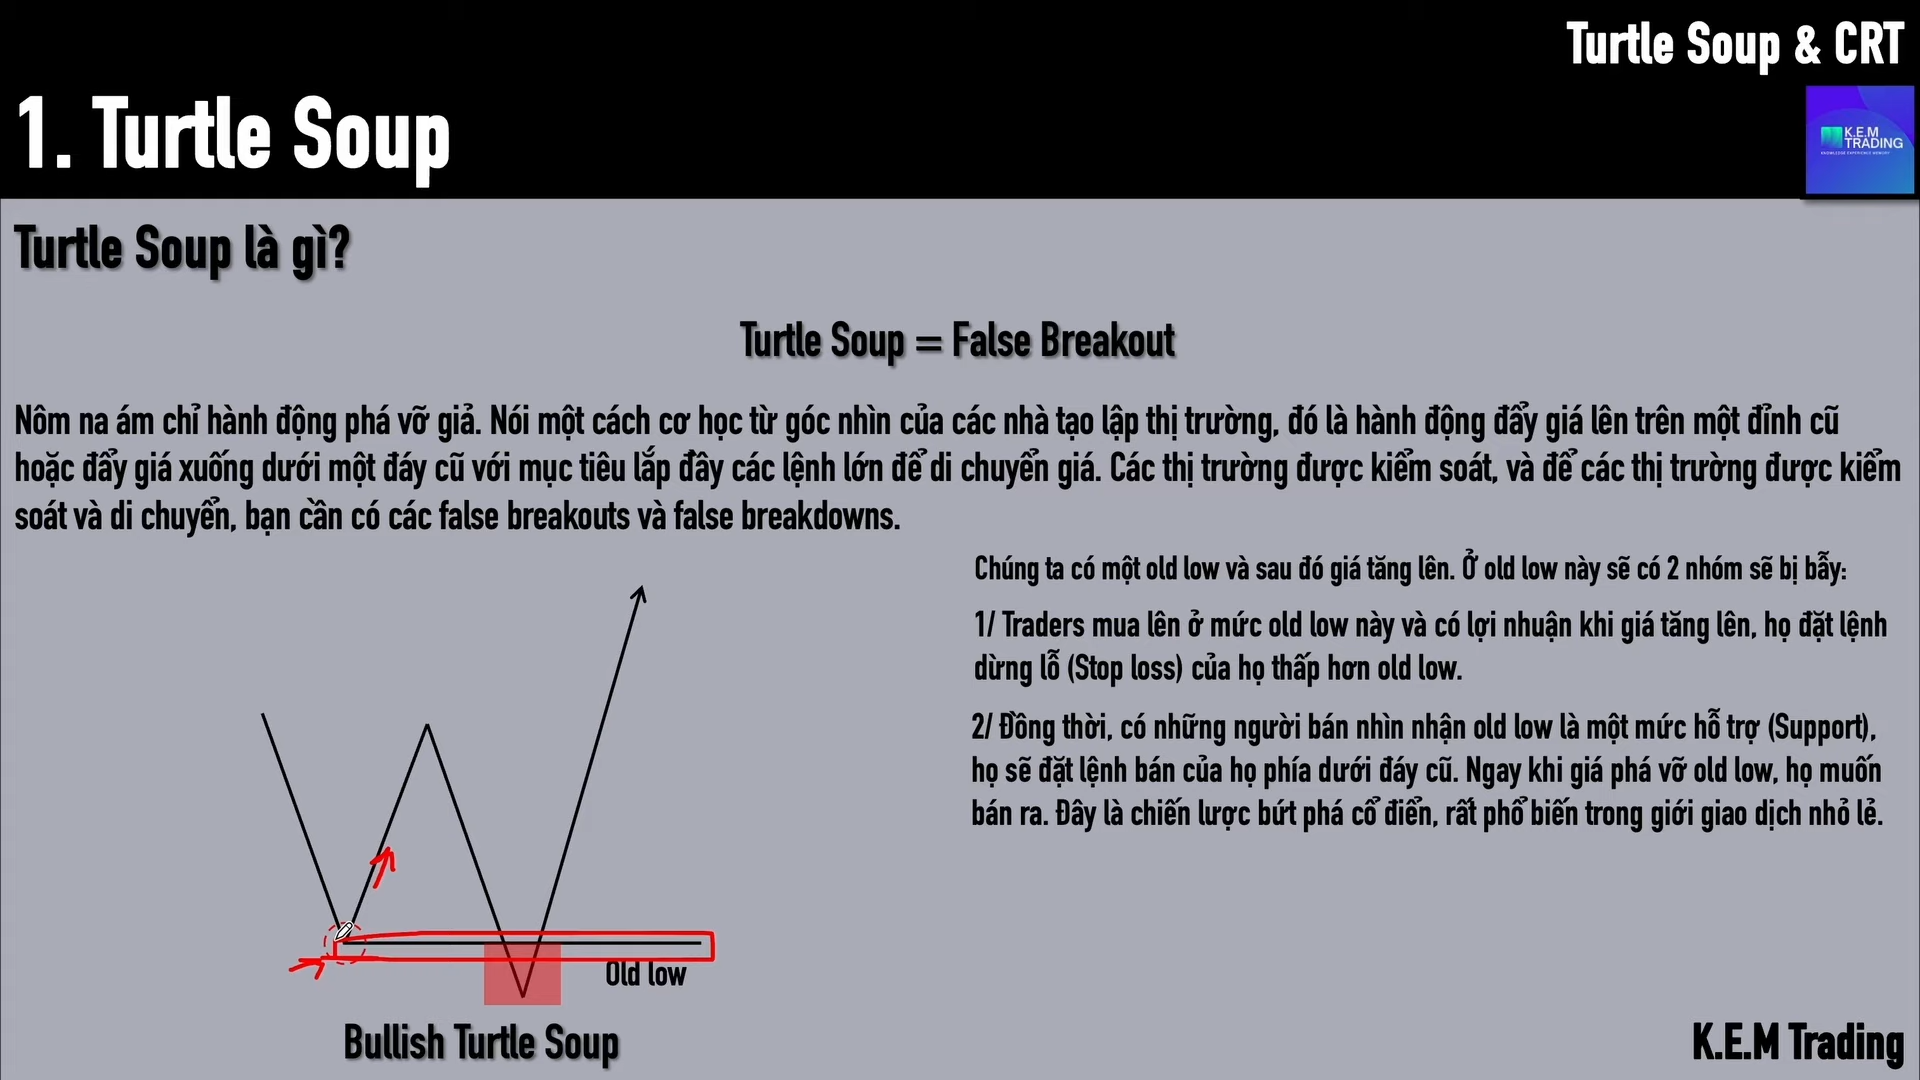 Turtle Soup & CRT
1. Turtle Soup
K.E.M
TRADING
KNOWLEDGE EXPERIENCE MEMORY
Turtle Soup là gì?
Turtle Soup = False Breakout
Nôm na ám chỉ hành động phá vỡ giả. Nói một cách cơ học từ góc nhìn của các nhà tạo lập thị trường, đó là hành động đẩy giá lên trên một đỉnh cũ
hoặc đẩy giá xuống dưới một đáy cũ với mục tiêu lắp đầy các lệnh lớn để di chuyển giá. Các thị trường được kiểm soát, và để các thị trường được kiểm
soát và di chuyển, bạn cần có các false breakouts và false breakdowns.
Chúng ta có một old low và sau đó giá tăng lên. Ở old low này sẽ có 2 nhóm sẽ bị bẫy:
1/ Traders mua lên ở mức old low này và có lợi nhuận khi giá tăng lên, họ đặt lệnh
dừng lỗ (Stop loss) của họ thấp hơn old low.
2/ Đồng thời, có những người bán nhìn nhận old low là một mức hỗ trợ (Support),
họ sẽ đặt lệnh bán của họ phía dưới đáy cũ. Ngay khi giá phá vỡ old low, họ muốn
bán ra. Đây là chiến lược bứt phá cổ điển, rất phổ biến trong giới giao dịch nhỏ lẻ.
Old low
Bullish Turtle Soup
K.E.M Trading